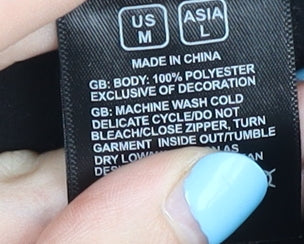 US ASIA
M L
MADE IN CHINA
GB: BODY: 100% POLYESTER
EXCLUSIVE OF DECORATION
GB: MACHINE WASH COLD
DELICATE CYCLE/DO NOT
BLEACH/CLOSE ZIPPER, TURN
GARMENT INSIDE OUT/TUMBLE
DRY AS